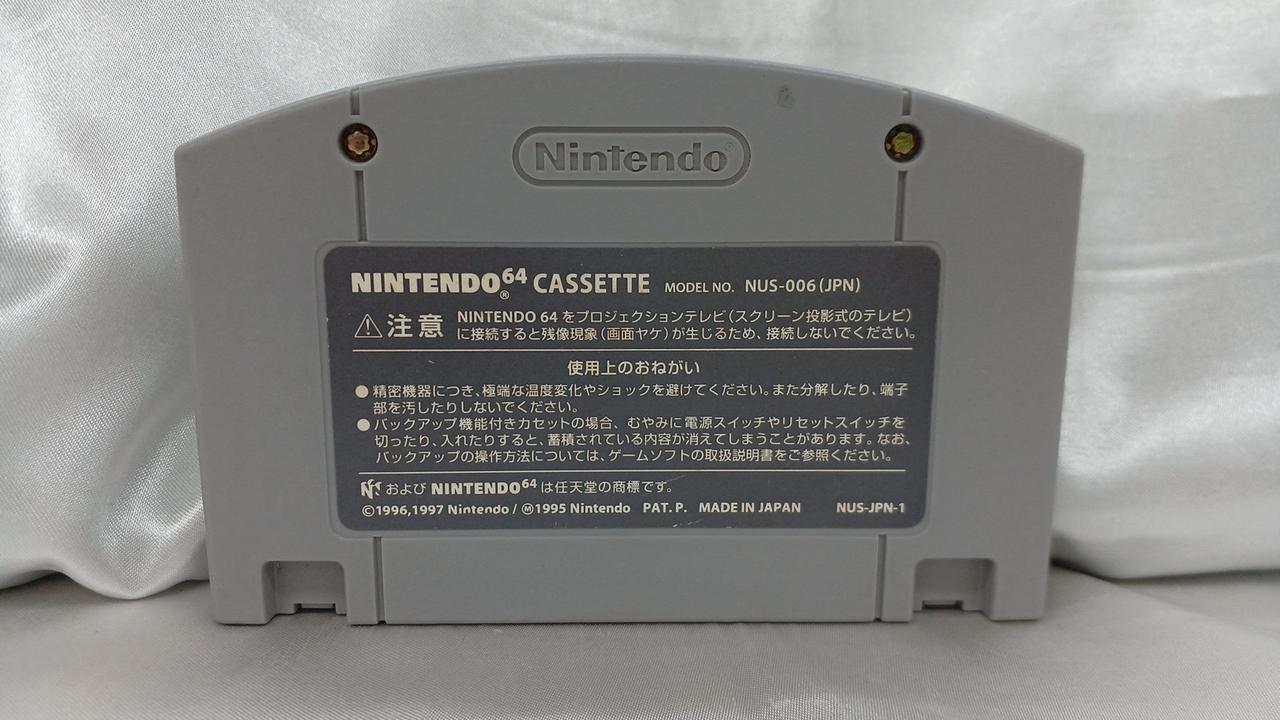 Nintendo
NINTENDO64® CASSETTE MODEL NO. NUS-006(JPN)
⚠注意 NINTENDO 64 をプロジェクションテレビ(スクリーン投影式のテレビ)
に接続すると残像現象(画面ヤケ)が生じるため、接続しないでください。
使用上のおねがい
●精密機器につき、極端な温度変化やショックを避けてください。また分解したり、端子
部を汚したりしないでください。
●バックアップ機能付きカセットの場合、むやみに電源スイッチやリセットスイッチを
切ったり、入れたりすると、蓄積されている内容が消えてしまうことがあります。なお、
バックアップの操作方法については、ゲームソフトの取扱説明書をご参照ください。
および NINTENDO64 は任天堂の商標です。
©1996,1997 Nintendo / Ⓜ1995 Nintendo PAT. P. MADE IN JAPAN NUS-JPN-1